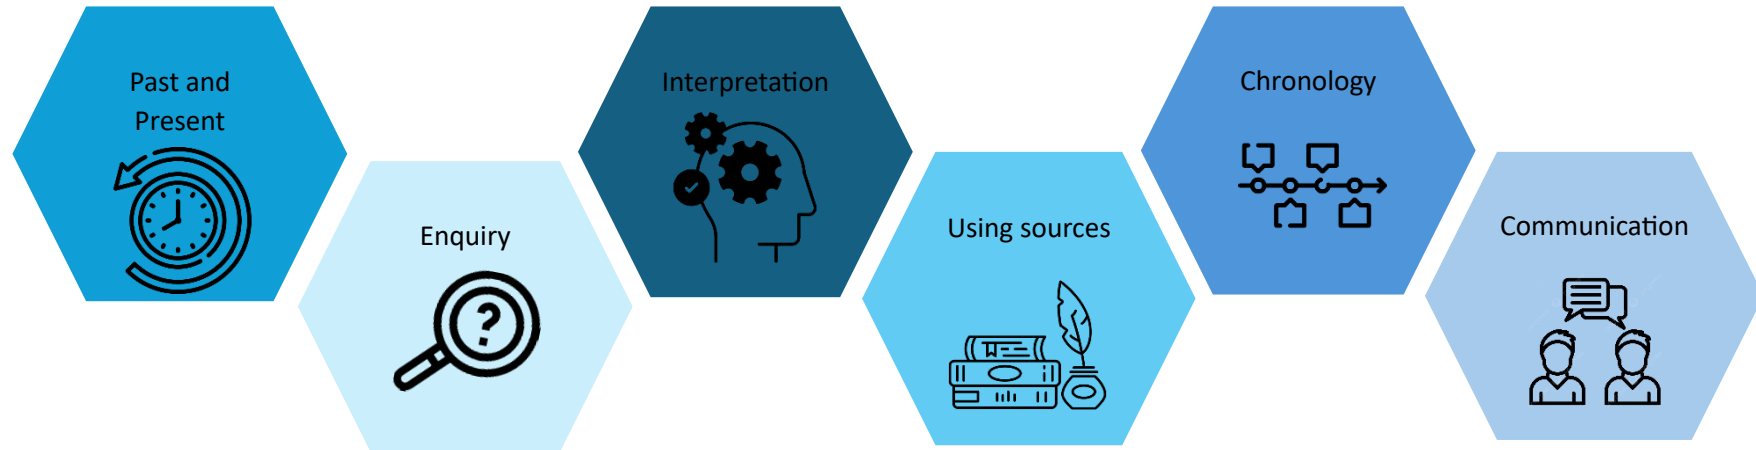 Past and
Present
Enquiry
?
Interpretation
Using sources
Chronology
Communication